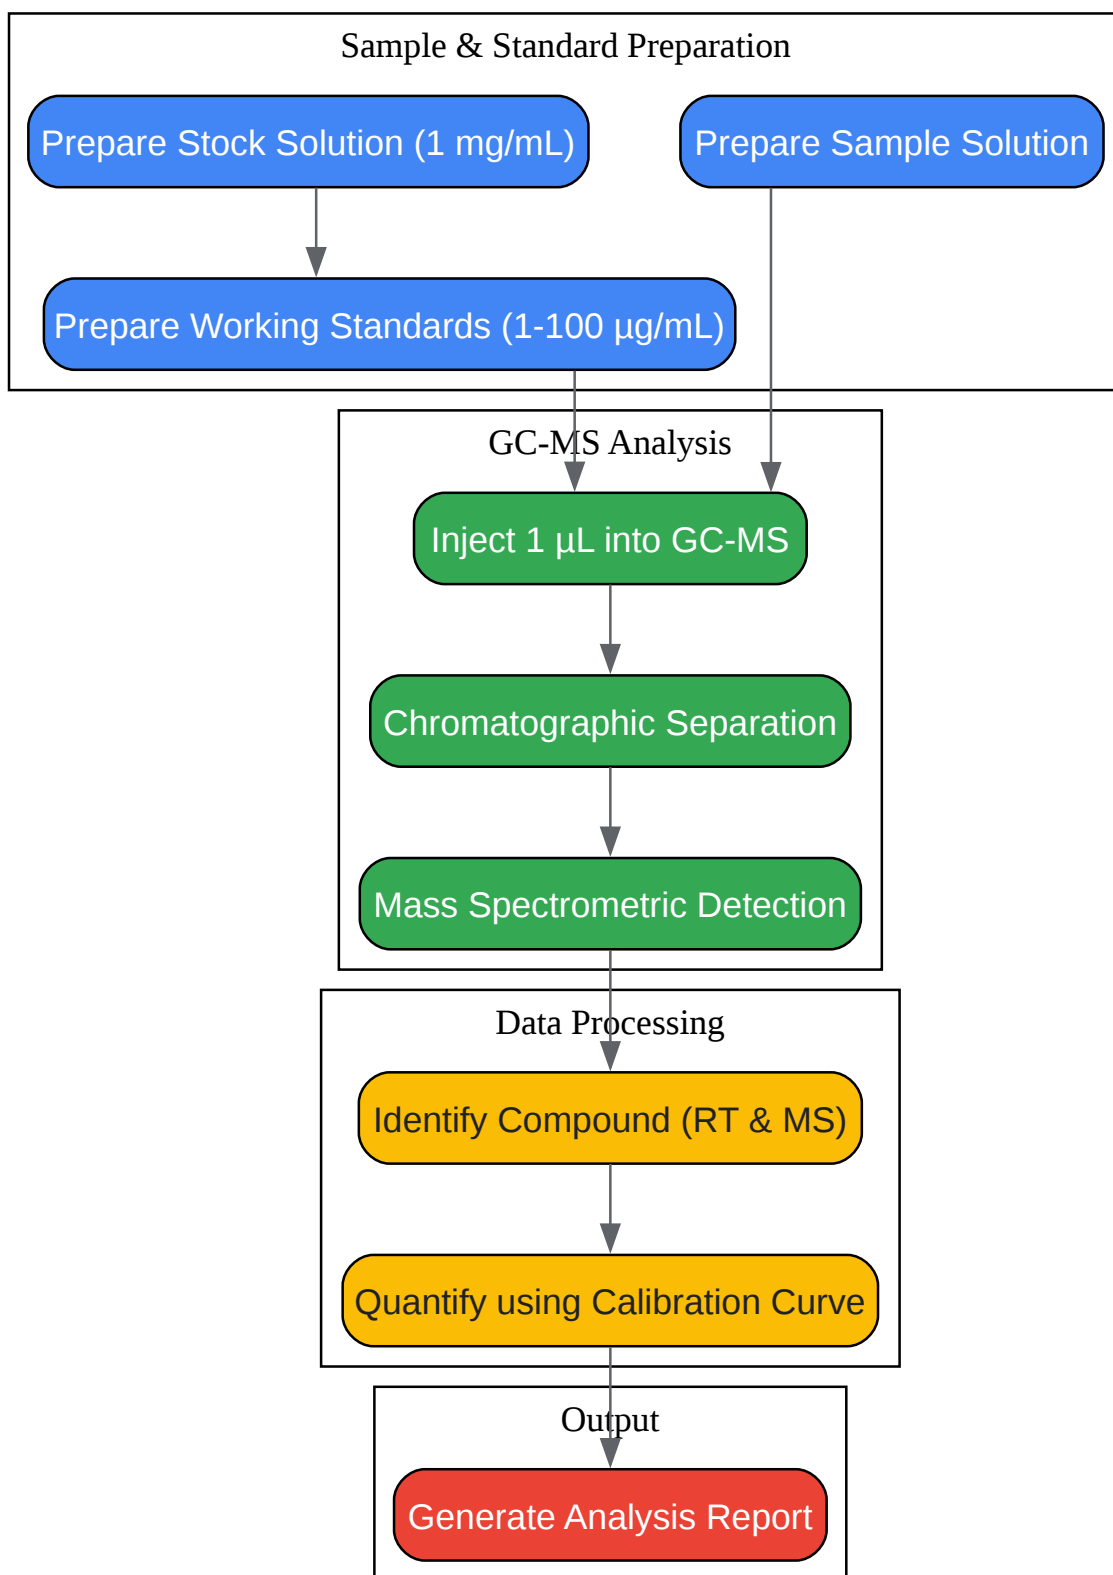 Sample & Standard Preparation
Prepare Stock Solution (1 mg/mL)
Prepare Sample Solution
Prepare Working Standards (1-100 µg/mL)
GC-MS Analysis
Inject 1 µL into GC-MS
Chromatographic Separation
Mass Spectrometric Detection
Data Processing
Identify Compound (RT & MS)
Quantify using Calibration Curve
Output
Generate Analysis Report